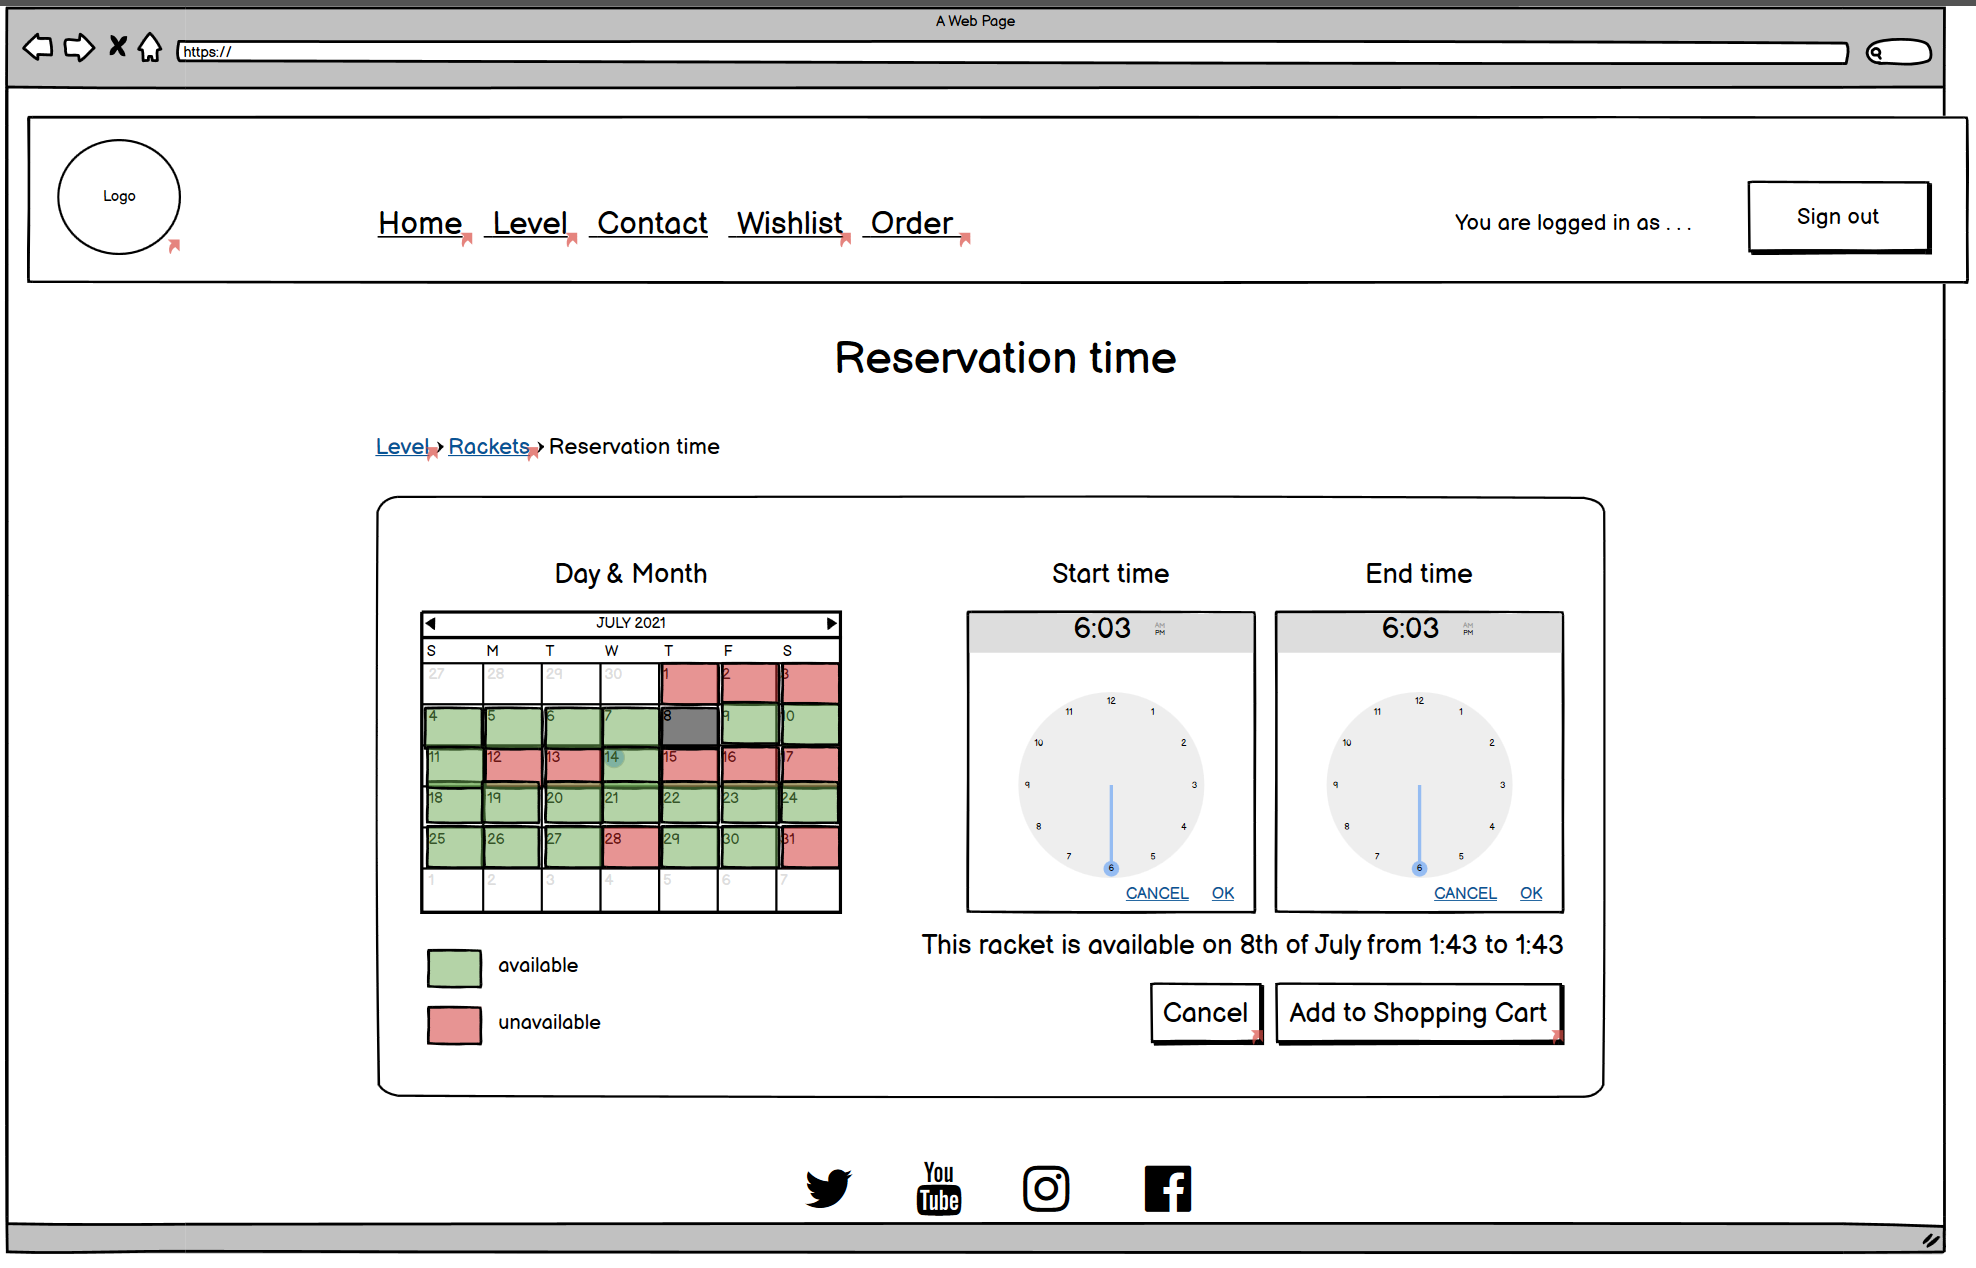 A Web Page
https://
Logo
Home Level Contact Wishlist Order
You are logged in as . . .
Sign out
Reservation time
Level > Rackets > Reservation time
Day & Month
Start time
End time
JULY 2021
S M T W T F S
27 28 29 30 1 2 3
4 5 6 7 8 9 10
11 12 13 14 15 16 17
18 19 20 21 22 23 24
25 26 27 28 29 30 31
1 2 3 4 5 6 7
6:03 AM PM
12 1 2 3 4 5 6 7 8 9 10 11
CANCEL OK
6:03 AM PM
12 1 2 3 4 5 6 7 8 9 10 11
CANCEL OK
This racket is available on 8th of July from 1:43 to 1:43
available
unavailable
Cancel
Add to Shopping Cart
You
Tube